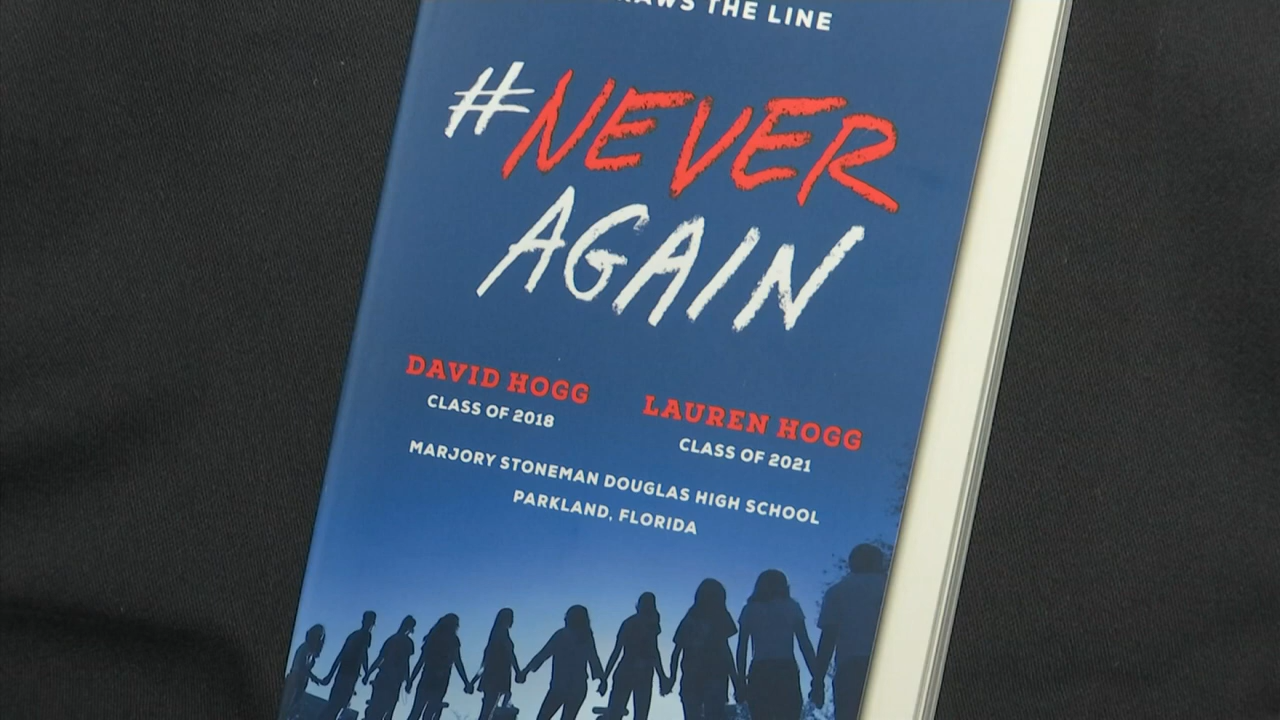 THE LINE
#NEVER
AGAIN
DAVID HOGG
CLASS OF 2018
LAUREN HOGG
CLASS OF 2021
MARJORY STONEMAN DOUGLAS HIGH SCHOOL
PARKLAND, FLORIDA